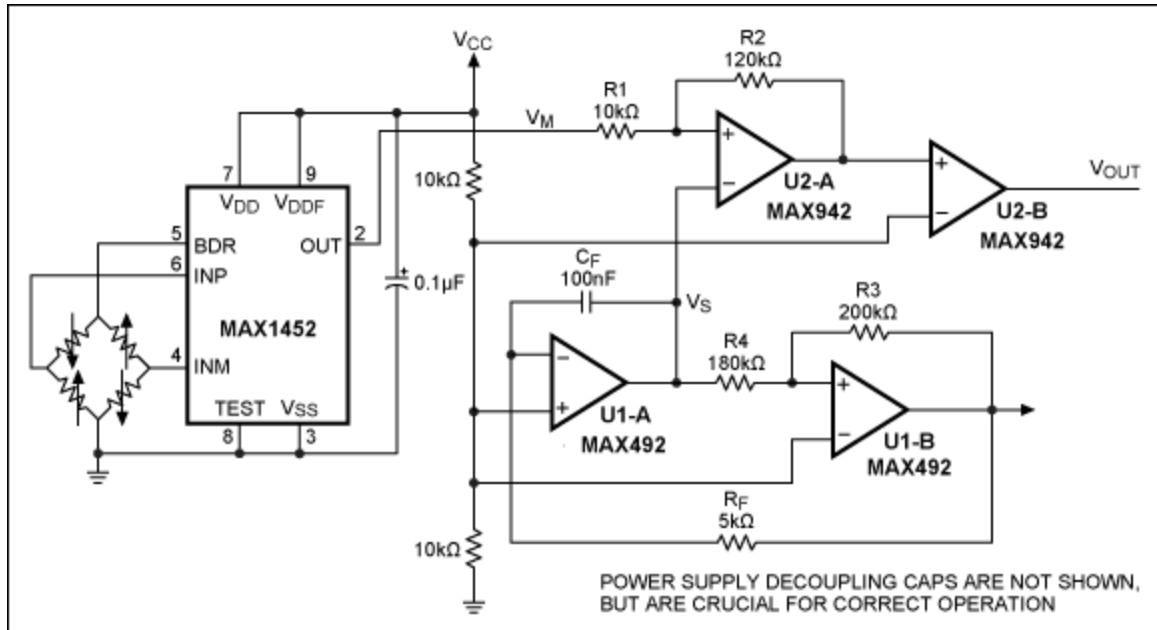 VCC
R2
120kΩ
R1
10kΩ
VM
7
9
VDD
VDDF
10kΩ
+
−
U2-A
MAX942
+
−
VOUT
U2-B
MAX942
5
BDR
OUT
2
6
INP
+
0.1µF
CF
100nF
VS
R3
200kΩ
MAX1452
R4
180kΩ
4
INM
−
+
U1-A
MAX492
+
−
U1-B
MAX492
TEST
VSS
8
3
RF
5kΩ
10kΩ
POWER SUPPLY DECOUPLING CAPS ARE NOT SHOWN,
BUT ARE CRUCIAL FOR CORRECT OPERATION